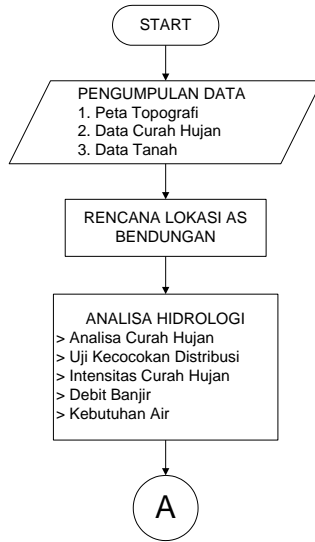 START
PENGUMPULAN DATA
1. Peta Topografi
2. Data Curah Hujan
3. Data Tanah
RENCANA LOKASI AS
BENDUNGAN
ANALISA HIDROLOGI
> Analisa Curah Hujan
> Uji Kecocokan Distribusi
> Intensitas Curah Hujan
> Debit Banjir
> Kebutuhan Air
A